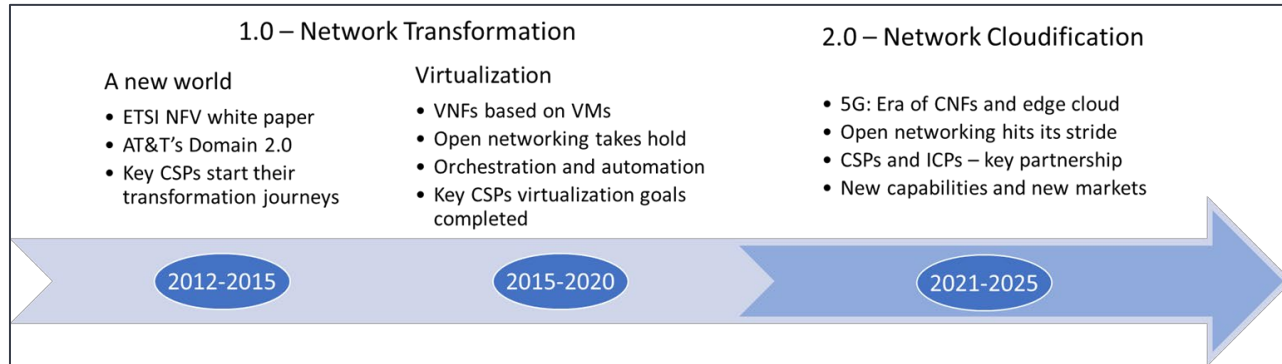 1.0 – Network Transformation
A new world
• ETSI NFV white paper
• AT&T's Domain 2.0
• Key CSPs start their
transformation journeys
Virtualization
• VNFs based on VMs
• Open networking takes hold
• Orchestration and automation
• Key CSPs virtualization goals
completed
2.0 – Network Cloudification
• 5G: Era of CNFs and edge cloud
• Open networking hits its stride
• CSPs and ICPs – key partnership
• New capabilities and new markets
2012-2015
2015-2020
2021-2025